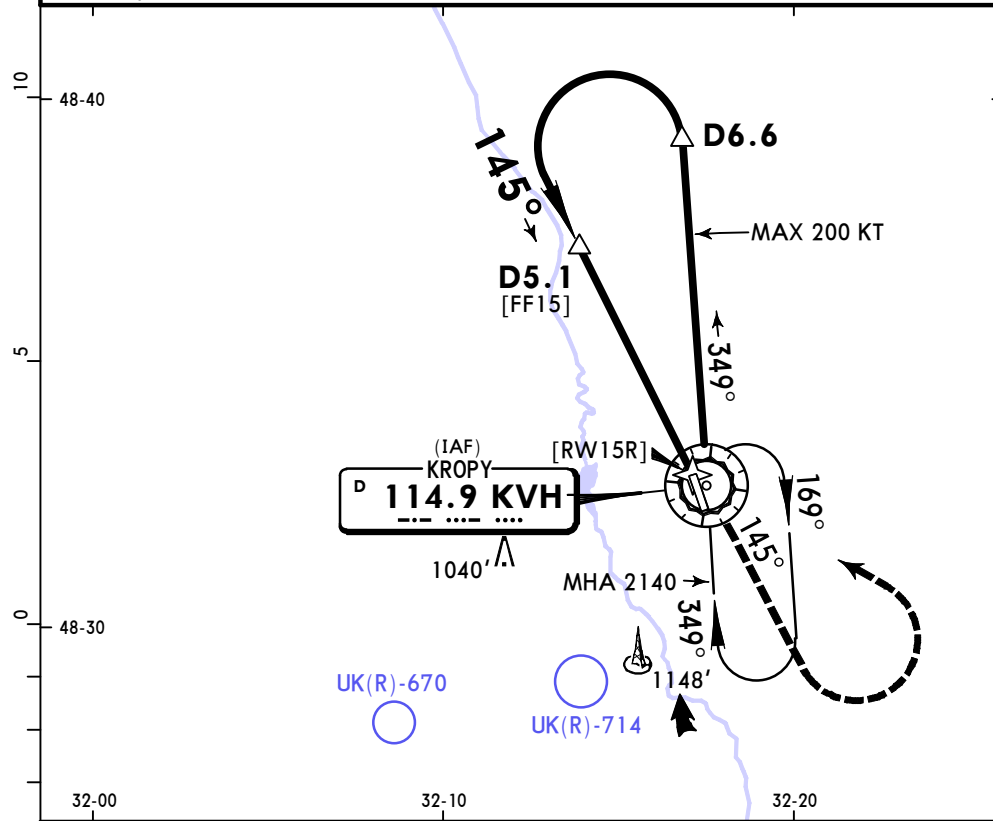 10
48-40
D6.6
145°
MAX 200 KT
D5.1
[FF15]
5
349°
(IAF)
KROPY
[RW15R]
D 114.9 KVH
169°
145°
1040'
MHA 2140
0
48-30
349°
1148'
UK(R)-670
UK(R)-714
32-00
32-10
32-20